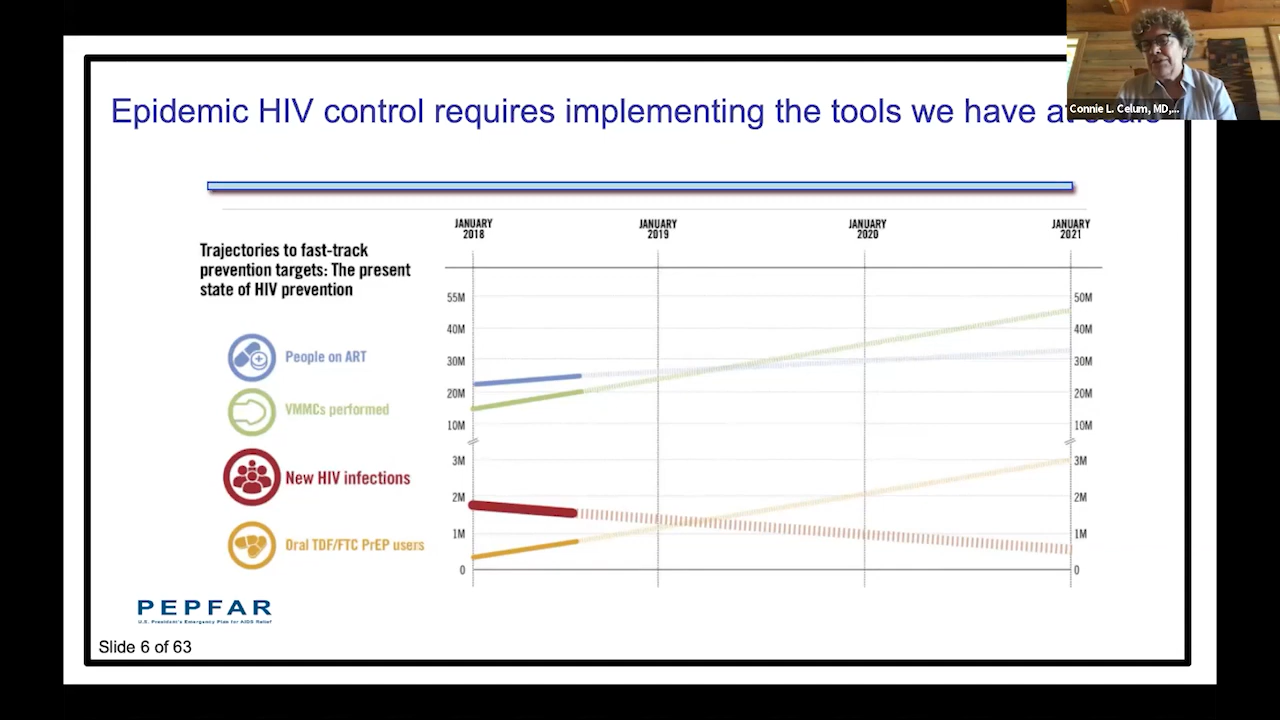 Connie L. Celum, MD,...
Epidemic HIV control requires implementing the tools we have at scale
JANUARY 2018
JANUARY 2019
JANUARY 2020
JANUARY 2021
Trajectories to fast-track
prevention targets: The present
state of HIV prevention
55M
50M
40M
40M
People on ART
30M
30M
20M
20M
VMMCs performed
10M
10M
3M
3M
New HIV infections
2M
2M
1M
1M
Oral TDF/FTC PrEP users
0
0
PEPFAR
U.S. President's Emergency Plan for AIDS Relief
Slide 6 of 63